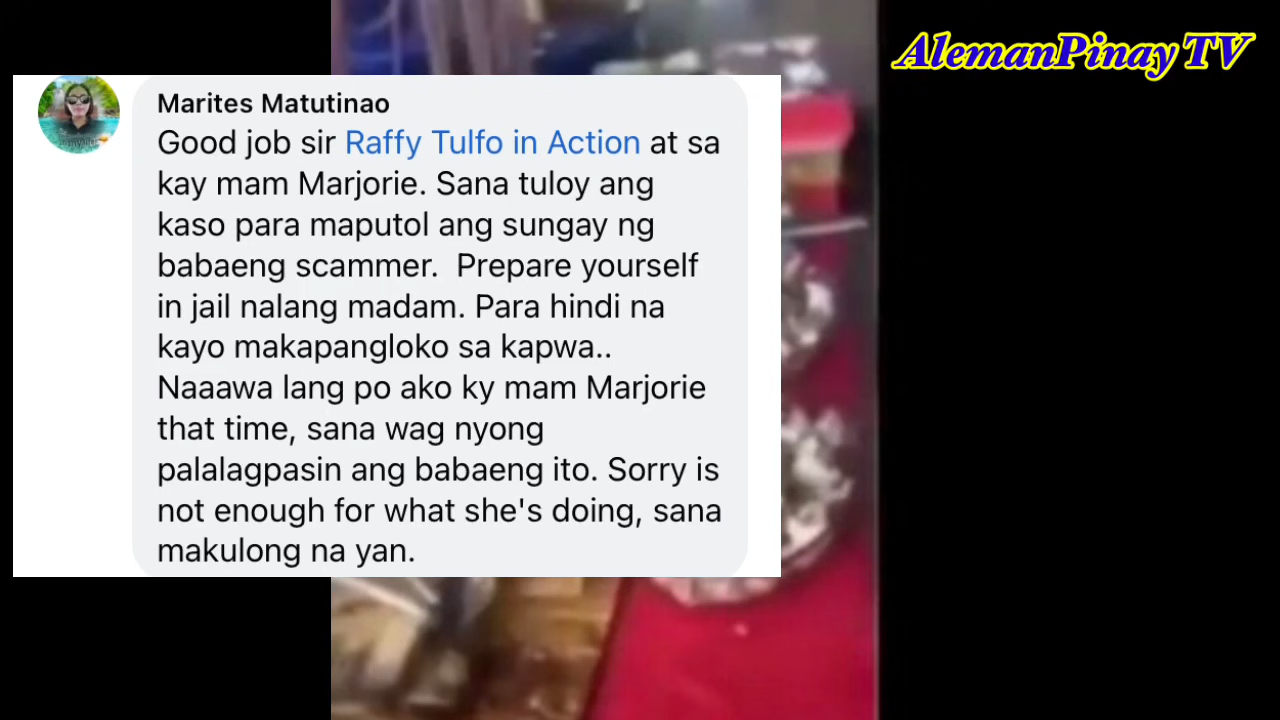 AlemanPinay TV
Marites Matutinao
Good job sir Raffy Tulfo in Action at sa
kay mam Marjorie. Sana tuloy ang
kaso para maputol ang sungay ng
babaeng scammer.  Prepare yourself
in jail nalang madam. Para hindi na
kayo makapangloko sa kapwa..
Naaawa lang po ako ky mam Marjorie
that time, sana wag nyong
palalagpasin ang babaeng ito. Sorry is
not enough for what she's doing, sana
makulong na yan.